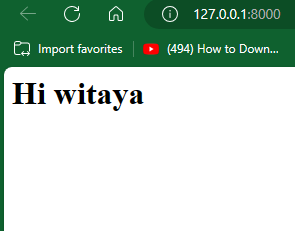 127.0.0.1:8000
Import favorites (494) How to Down...
Hi witaya